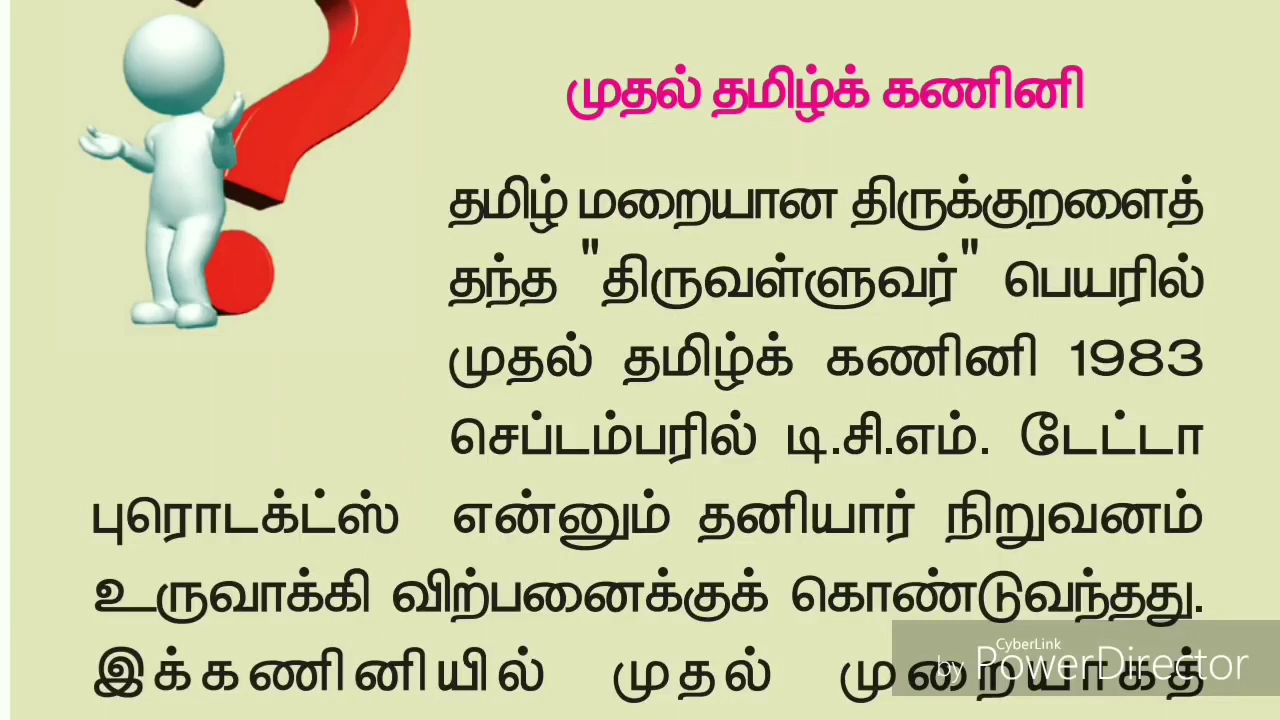 முதல் தமிழ்க் கணினி
தமிழ் மறையான திருக்குறளைத்
தந்த "திருவள்ளுவர்" பெயரில்
முதல் தமிழ்க் கணினி 1983
செப்டம்பரில் டி.சி.எம். டேட்டா
புரொடக்ட்ஸ் என்னும் தனியார் நிறுவனம்
உருவாக்கி விற்பனைக்குக் கொண்டுவந்தது.
இக்கணினியில் முதல் முறையாகத்
CyberLink
by PowerDirector